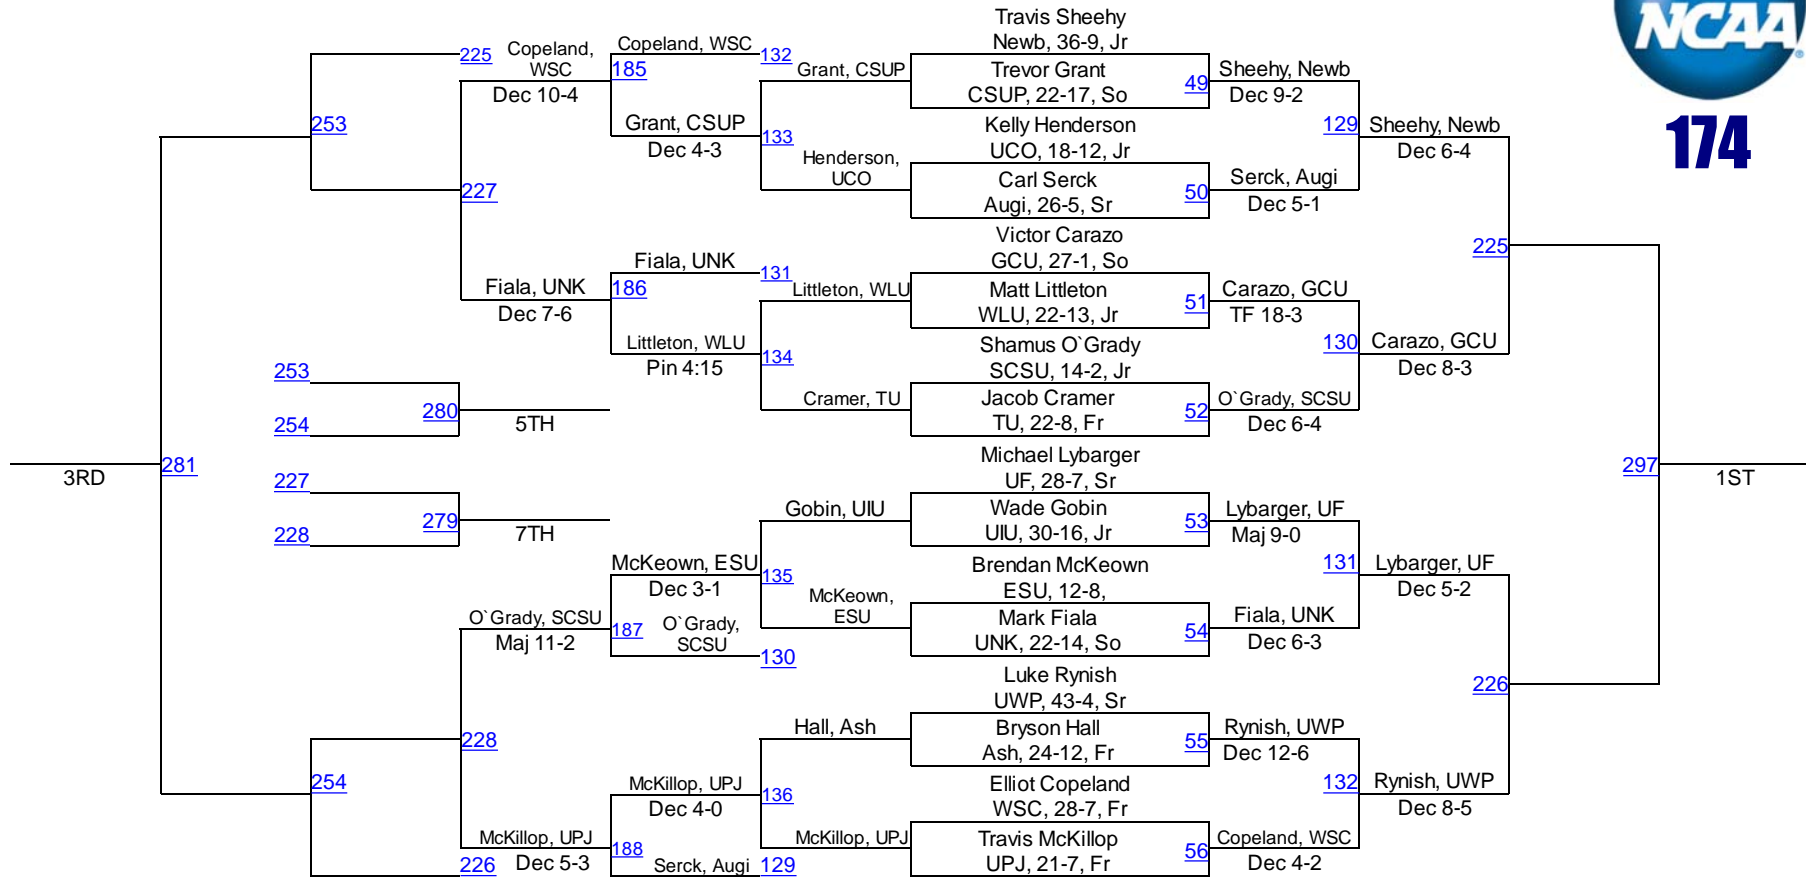 NCAA
®
174
Travis Sheehy
Newb, 36-9, Jr
Trevor Grant
CSUP, 22-17, So
49
Kelly Henderson
UCO, 18-12, Jr
Carl Serck
Augi, 26-5, Sr
50
Victor Carazo
GCU, 27-1, So
Matt Littleton
WLU, 22-13, Jr
51
Shamus O`Grady
SCSU, 14-2, Jr
Jacob Cramer
TU, 22-8, Fr
52
Michael Lybarger
UF, 28-7, Sr
Wade Gobin
UIU, 30-16, Jr
53
Brendan McKeown
ESU, 12-8,
Mark Fiala
UNK, 22-14, So
54
Luke Rynish
UWP, 43-4, Sr
Bryson Hall
Ash, 24-12, Fr
55
Elliot Copeland
WSC, 28-7, Fr
Travis McKillop
UPJ, 21-7, Fr
56
Sheehy, Newb
Dec 9-2
129
Serck, Augi
Dec 5-1
Carazo, GCU
TF 18-3
130
O`Grady, SCSU
Dec 6-4
Lybarger, UF
Maj 9-0
131
Fiala, UNK
Dec 6-3
Rynish, UWP
Dec 12-6
132
Copeland, WSC
Dec 4-2
Sheehy, Newb
Dec 6-4
225
Carazo, GCU
Dec 8-3
Lybarger, UF
Dec 5-2
226
Rynish, UWP
Dec 8-5
297
1ST
Grant, CSUP
133
Henderson,
UCO
Littleton, WLU
134
Cramer, TU
Gobin, UIU
135
McKeown,
ESU
Hall, Ash
136
McKillop, UPJ
Copeland, WSC
132
185
Grant, CSUP
Dec 4-3
Fiala, UNK
131
186
Littleton, WLU
Pin 4:15
McKeown, ESU
Dec 3-1
187
O`Grady,
SCSU
130
McKillop, UPJ
Dec 4-0
188
Serck, Augi
129
225
Copeland,
WSC
Dec 10-4
227
Fiala, UNK
Dec 7-6
O`Grady, SCSU
Maj 11-2
228
McKillop, UPJ
Dec 5-3
226
253
254
281
3RD
253
280
254
5TH
227
279
228
7TH